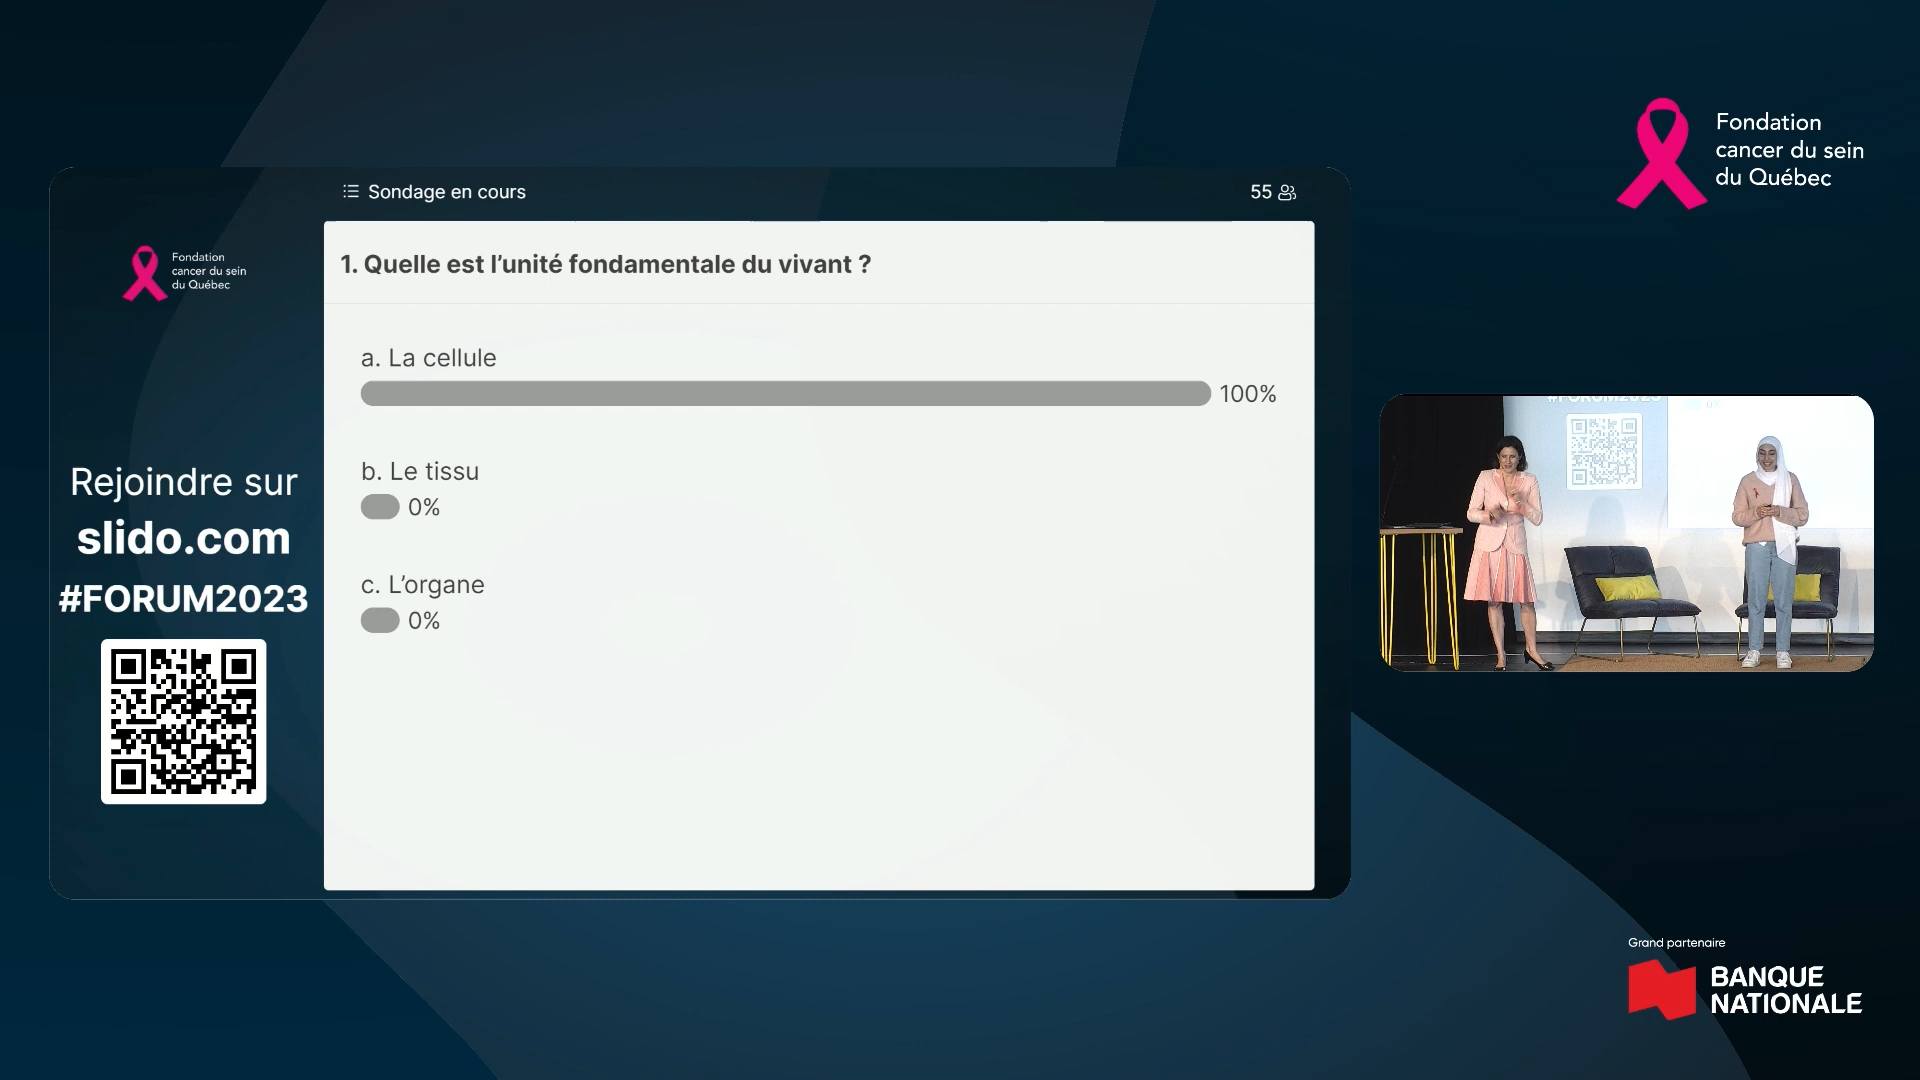 Sondage en cours
55
Fondation
cancer du sein
du Québec
1. Quelle est l’unité fondamentale du vivant ?
a. La cellule
100%
b. Le tissu
0%
c. L’organe
0%
Rejoindre sur
slido.com
#FORUM2023
Fondation
cancer du sein
du Québec
#FORUM2023
Grand partenaire
BANQUE
NATIONALE